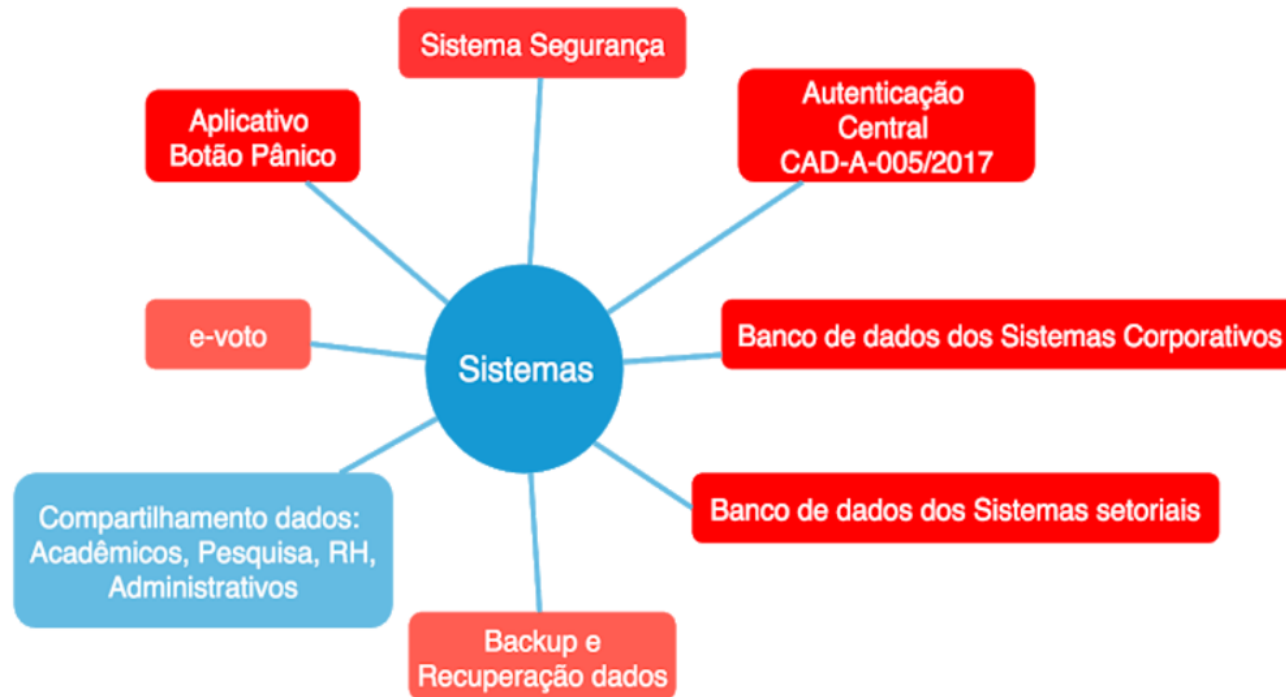 Sistema Segurança
Aplicativo
Botão Pânico
Autenticação
Central
CAD-A-005/2017
e-voto
Sistemas
Banco de dados dos Sistemas Corporativos
Compartilhamento dados:
Acadêmicos, Pesquisa, RH,
Administrativos
Banco de dados dos Sistemas setoriais
Backup e
Recuperação dados